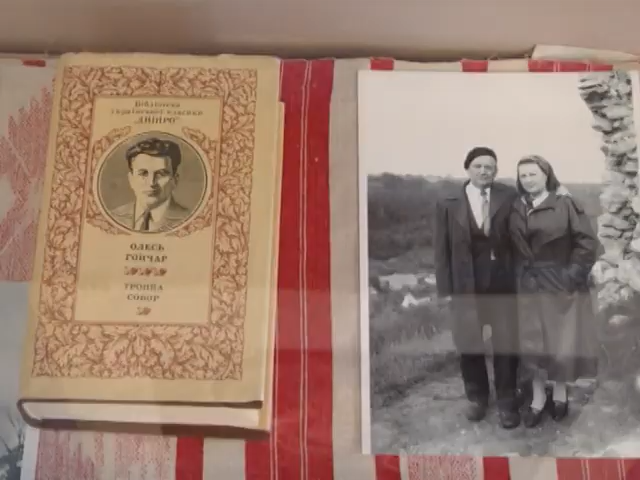 Бібліотека
української класики
"ДНІПРО"
ОЛЕСЬ
ГОНЧАР
ТРОНКА
СОБОР